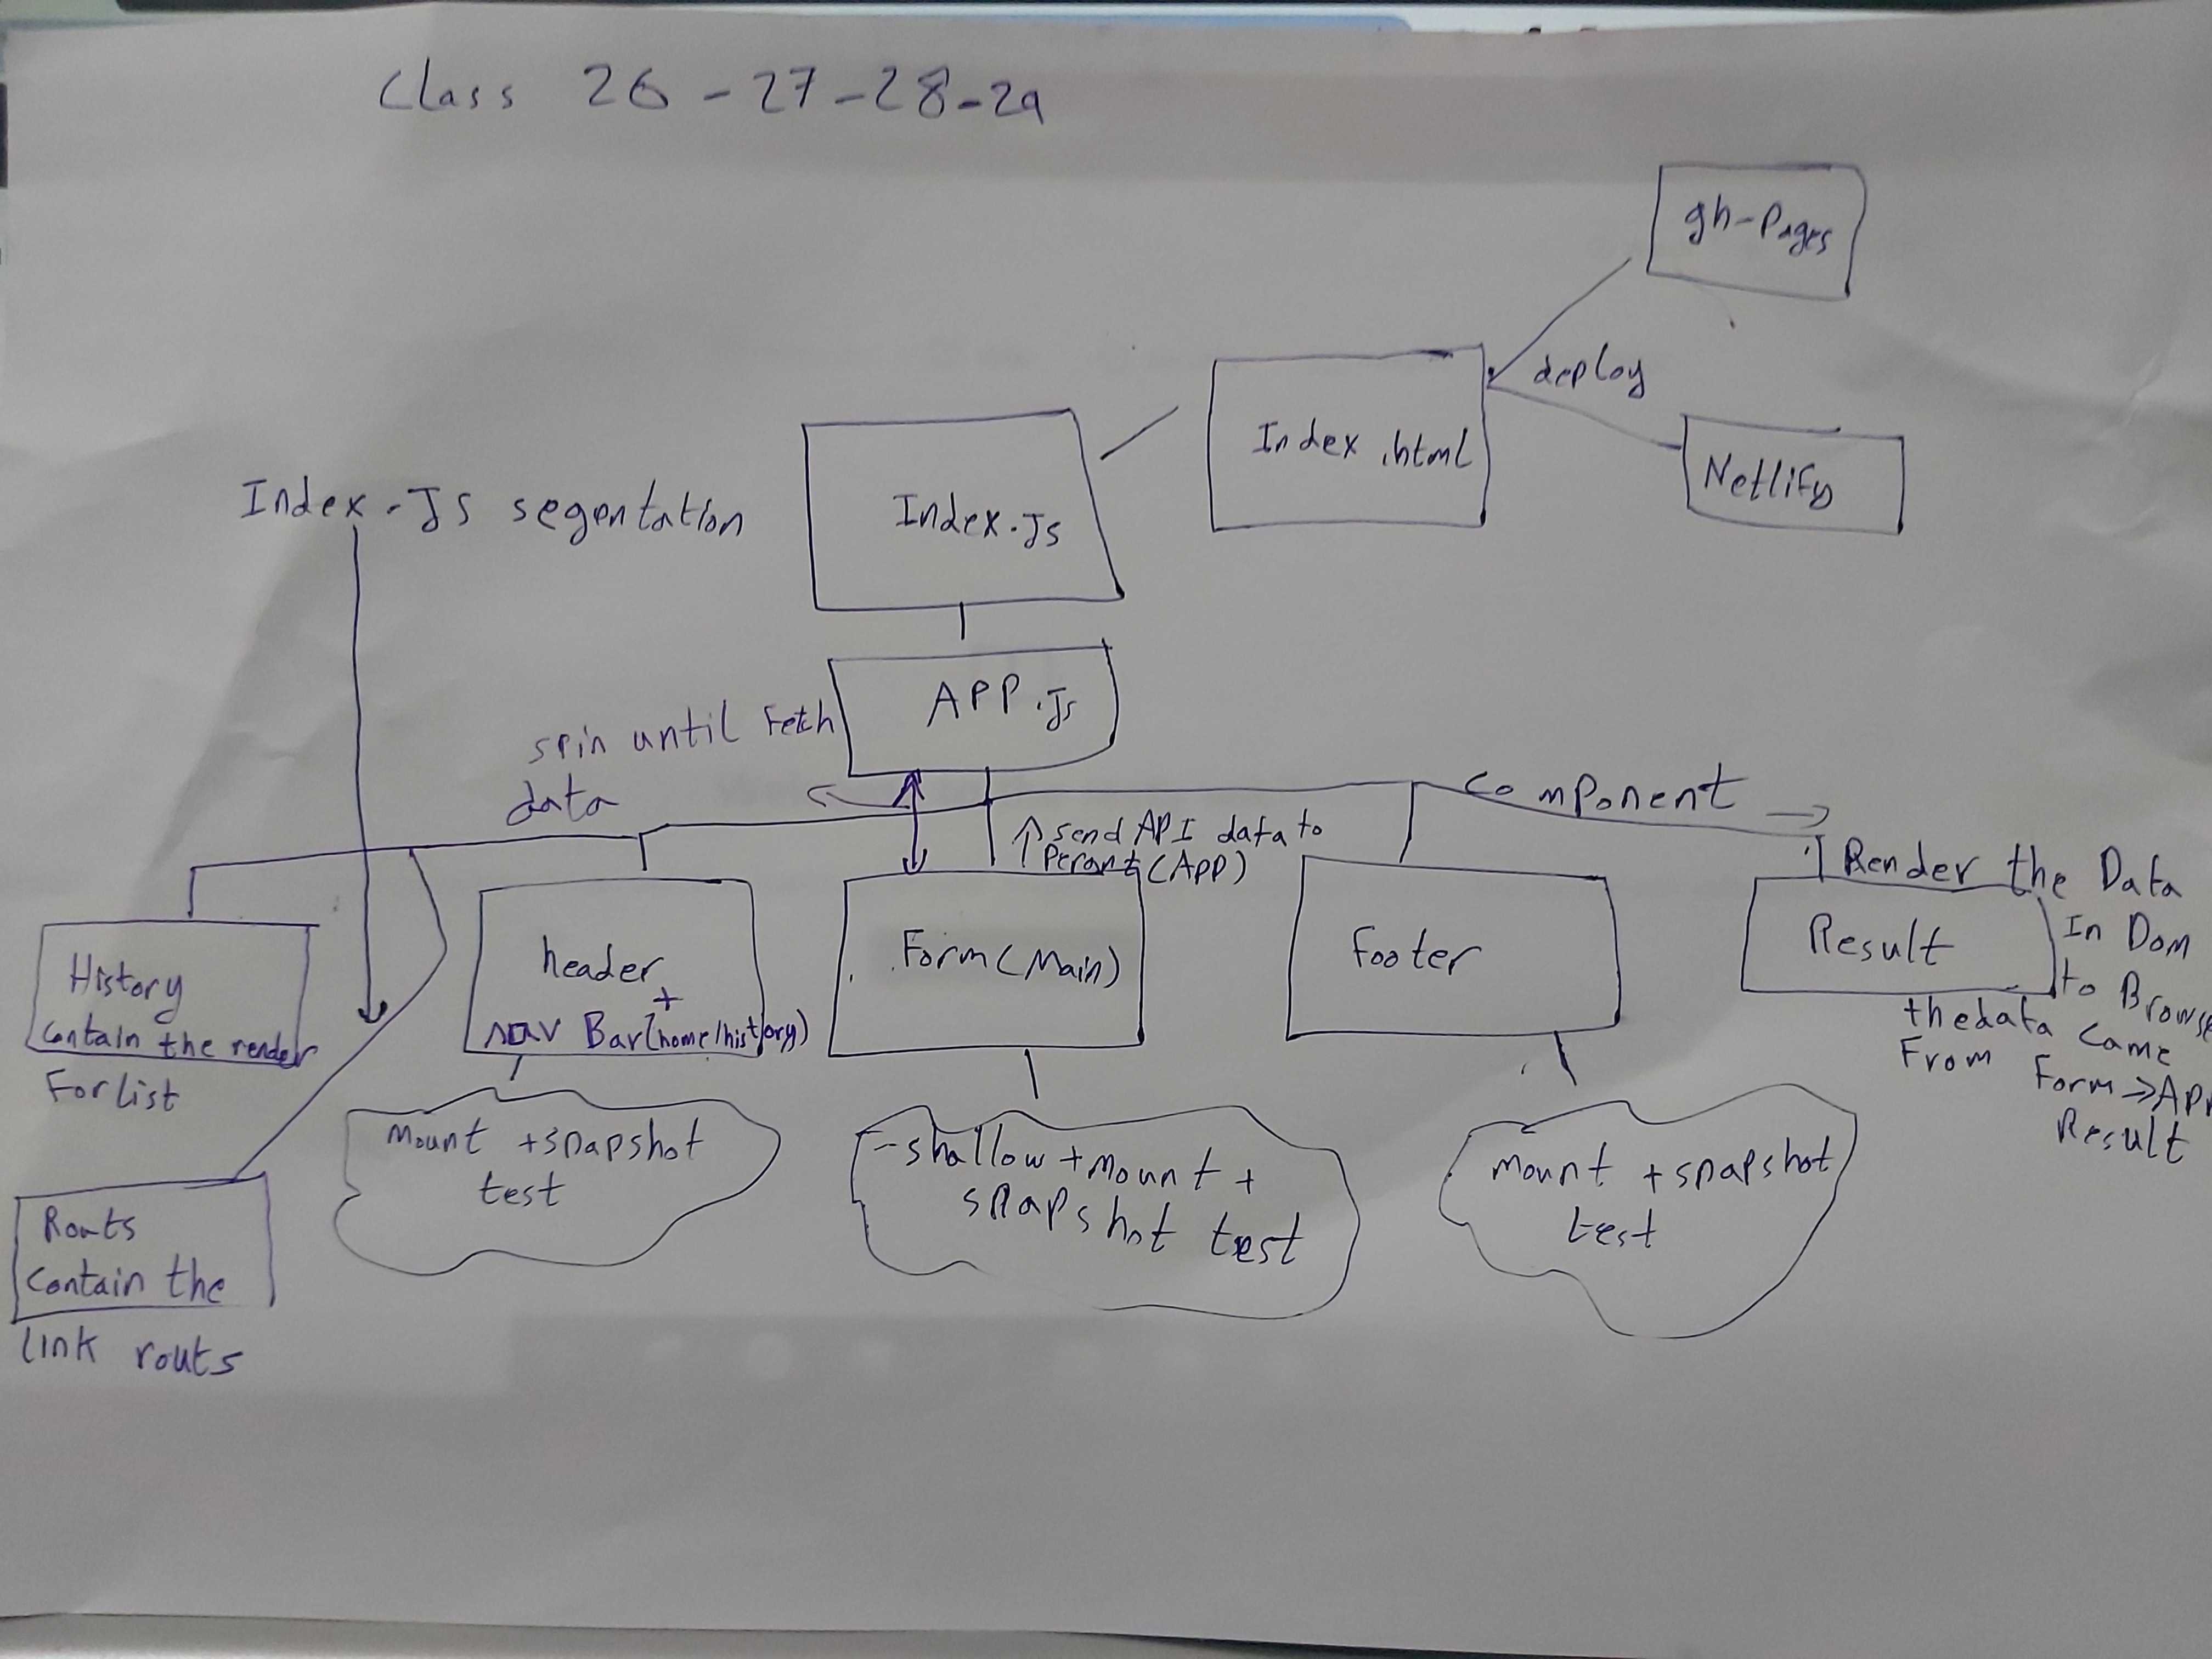 Class 26 - 27 - 28 - 29
gh-Pages
deploy
Index .html
Netlify
Index.Js segentation
Index.Js
APP.Js
spin until Fetch
data
component
↑ send API data to
Perant (APP)
Render the Data
In Dom
to Browse
the data came
From Form → AP
Result
History
contain the render
For list
header
+
nav Bar (home/history)
Form (Main)
footer
Result
mount + snapshot
test
- shallow + mount +
snapshot test
mount + snapshot
test
Routs
contain the
link routs